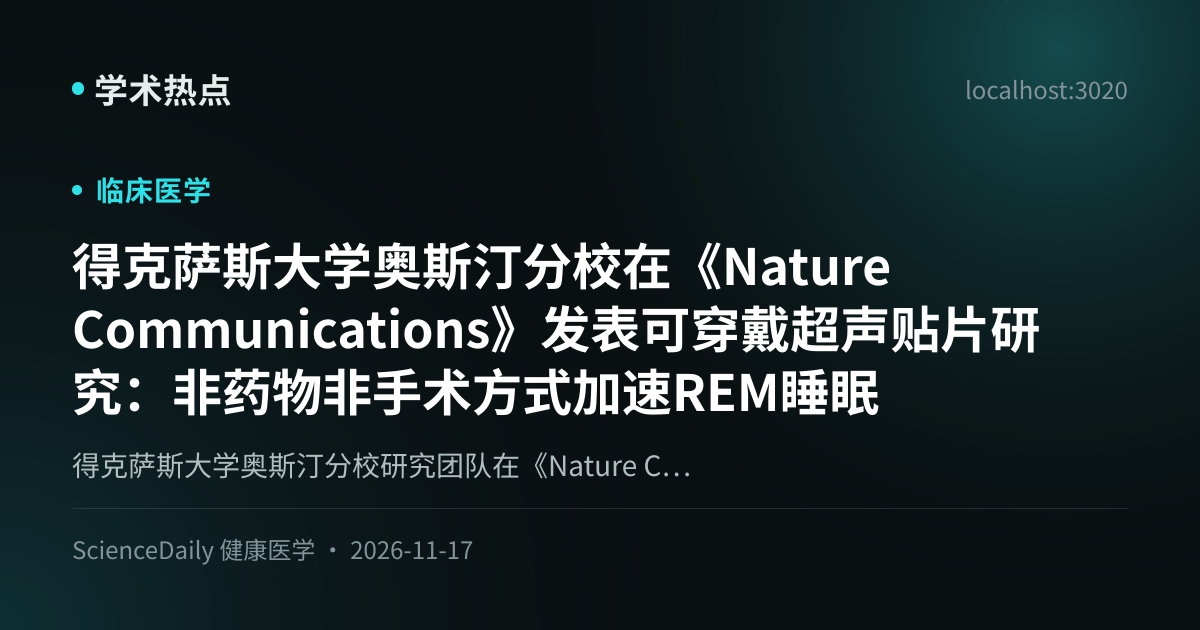 学术热点
localhost:3020
临床医学
得克萨斯大学奥斯汀分校在《Nature
Communications》发表可穿戴超声贴片研
究：非药物非手术方式加速REM睡眠
得克萨斯大学奥斯汀分校研究团队在《Nature C…
ScienceDaily 健康医学 · 2026-11-17